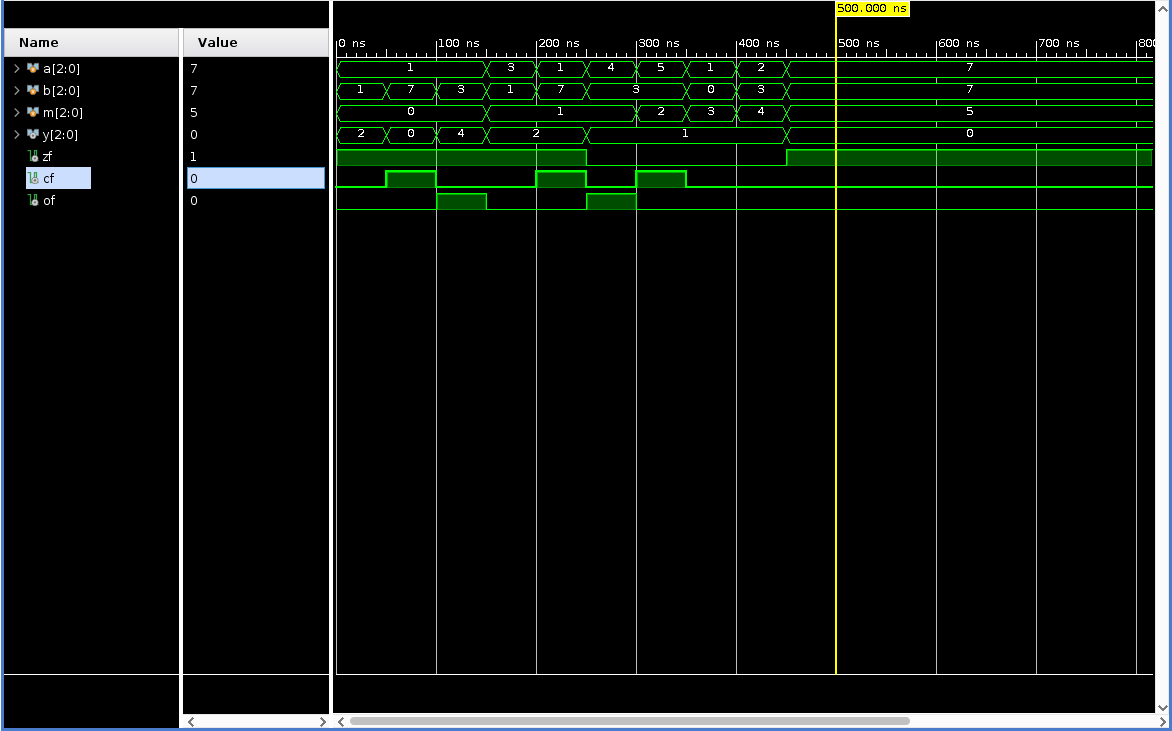 500.000 ns
Name Value 0 ns 100 ns 200 ns 300 ns 400 ns 500 ns 600 ns 700 ns 800
a[2:0] 7 1 3 1 4 5 1 2 7
b[2:0] 7 1 7 3 1 7 3 0 3 7
m[2:0] 5 0 1 2 3 4 5
y[2:0] 0 2 0 4 2 1 0
zf 1
cf 0
of 0